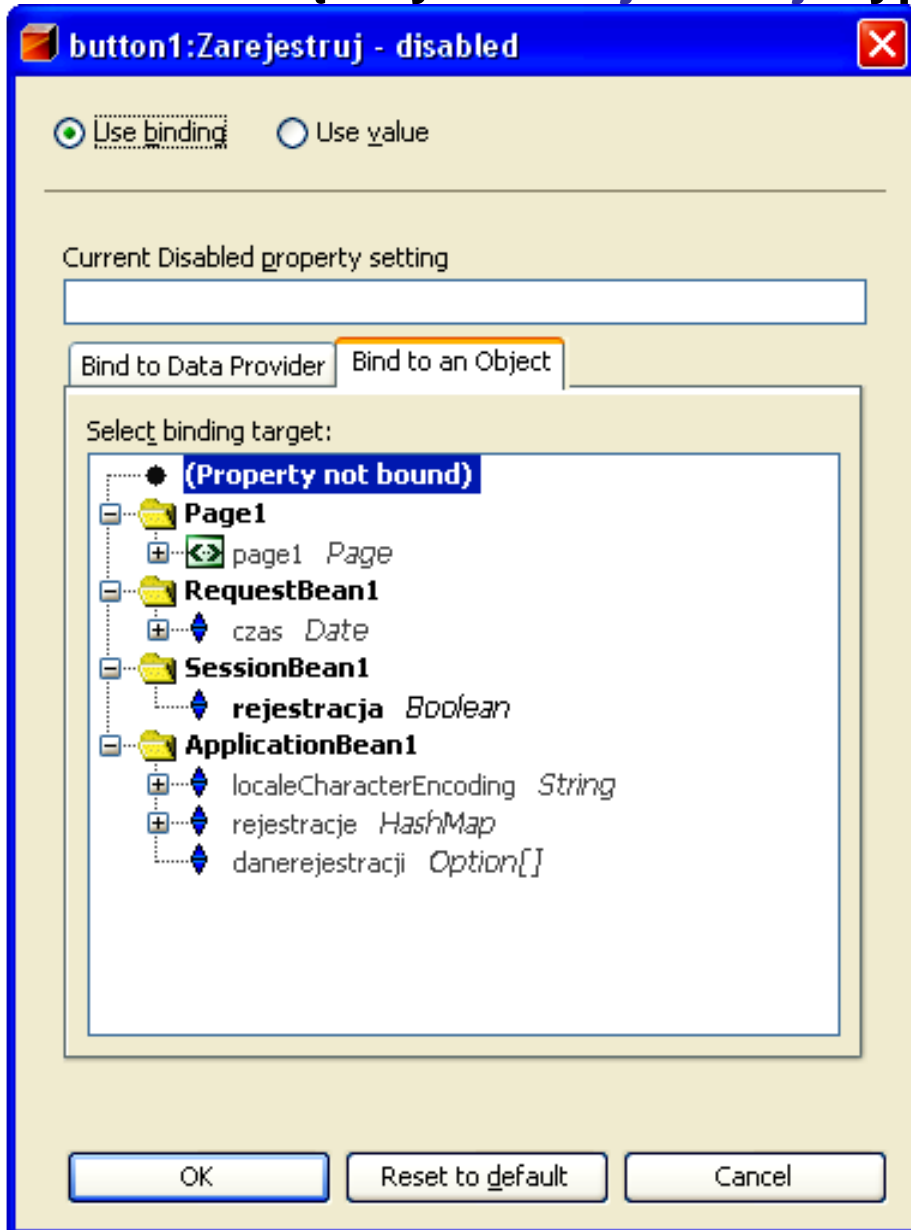 button1:Zarejestruj - disabled
Use binding Use value
Current Disabled property setting
Bind to Data Provider Bind to an Object
Select binding target:
(Property not bound)
Page1
page1 Page
RequestBean1
czas Date
SessionBean1
rejestracja Boolean
ApplicationBean1
localeCharacterEncoding String
rejestracje HashMap
danerejestracji Option[]
OK Reset to default Cancel